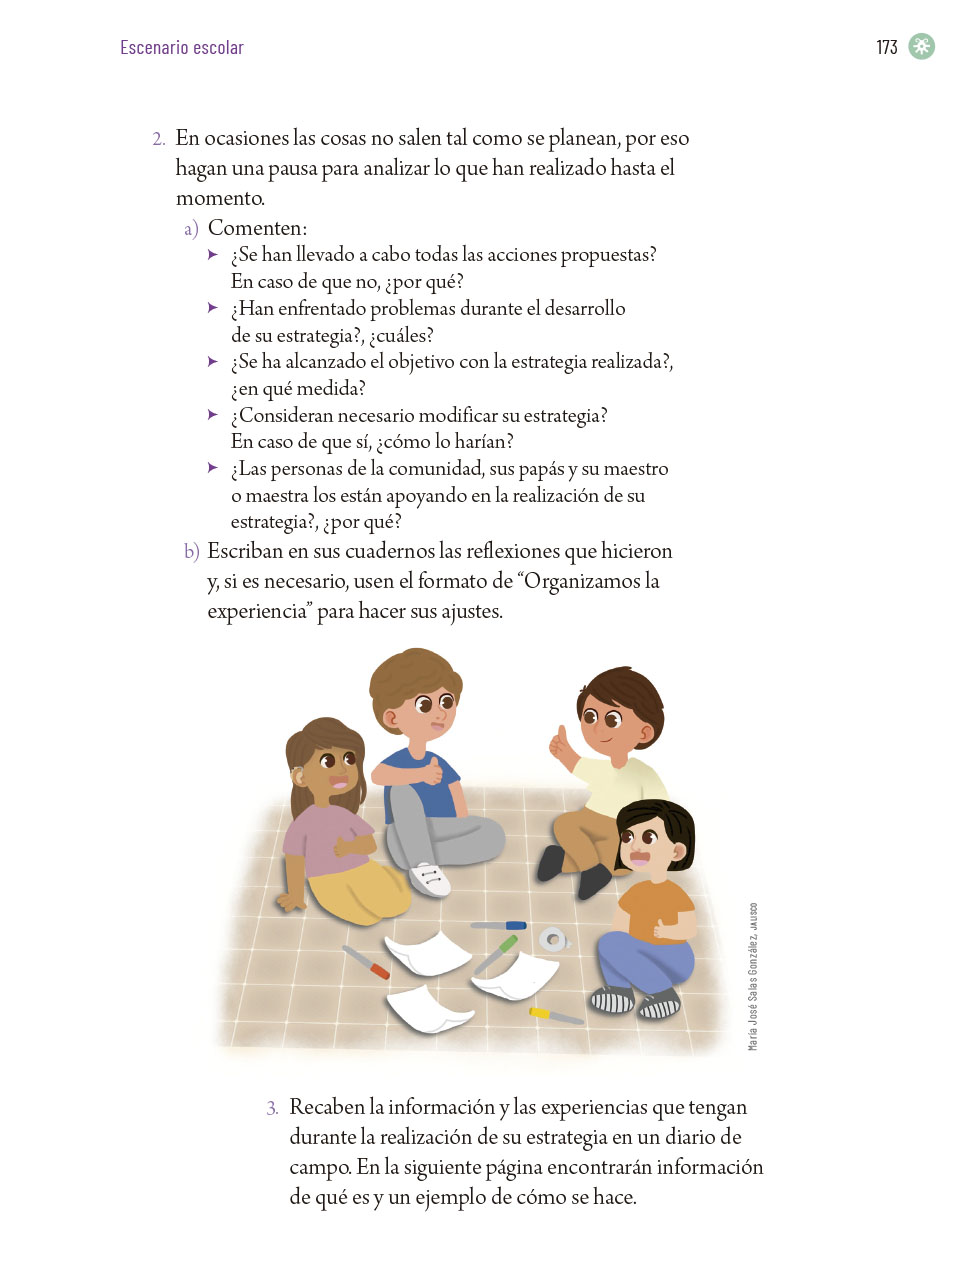 Escenario escolar
173
2. En ocasiones las cosas no salen tal como se planean, por eso
hagan una pausa para analizar lo que han realizado hasta el
momento.
a) Comenten:
➤ ¿Se han llevado a cabo todas las acciones propuestas?
En caso de que no, ¿por qué?
➤ ¿Han enfrentado problemas durante el desarrollo
de su estrategia?, ¿cuáles?
➤ ¿Se ha alcanzado el objetivo con la estrategia realizada?,
¿en qué medida?
➤ ¿Consideran necesario modificar su estrategia?
En caso de que sí, ¿cómo lo harían?
➤ ¿Las personas de la comunidad, sus papás y su maestro
o maestra los están apoyando en la realización de su
estrategia?, ¿por qué?
b) Escriban en sus cuadernos las reflexiones que hicieron
y, si es necesario, usen el formato de “Organizamos la
experiencia” para hacer sus ajustes.
María José Salas González, JALISCO
3. Recaben la información y las experiencias que tengan
durante la realización de su estrategia en un diario de
campo. En la siguiente página encontrarán información
de qué es y un ejemplo de cómo se hace.